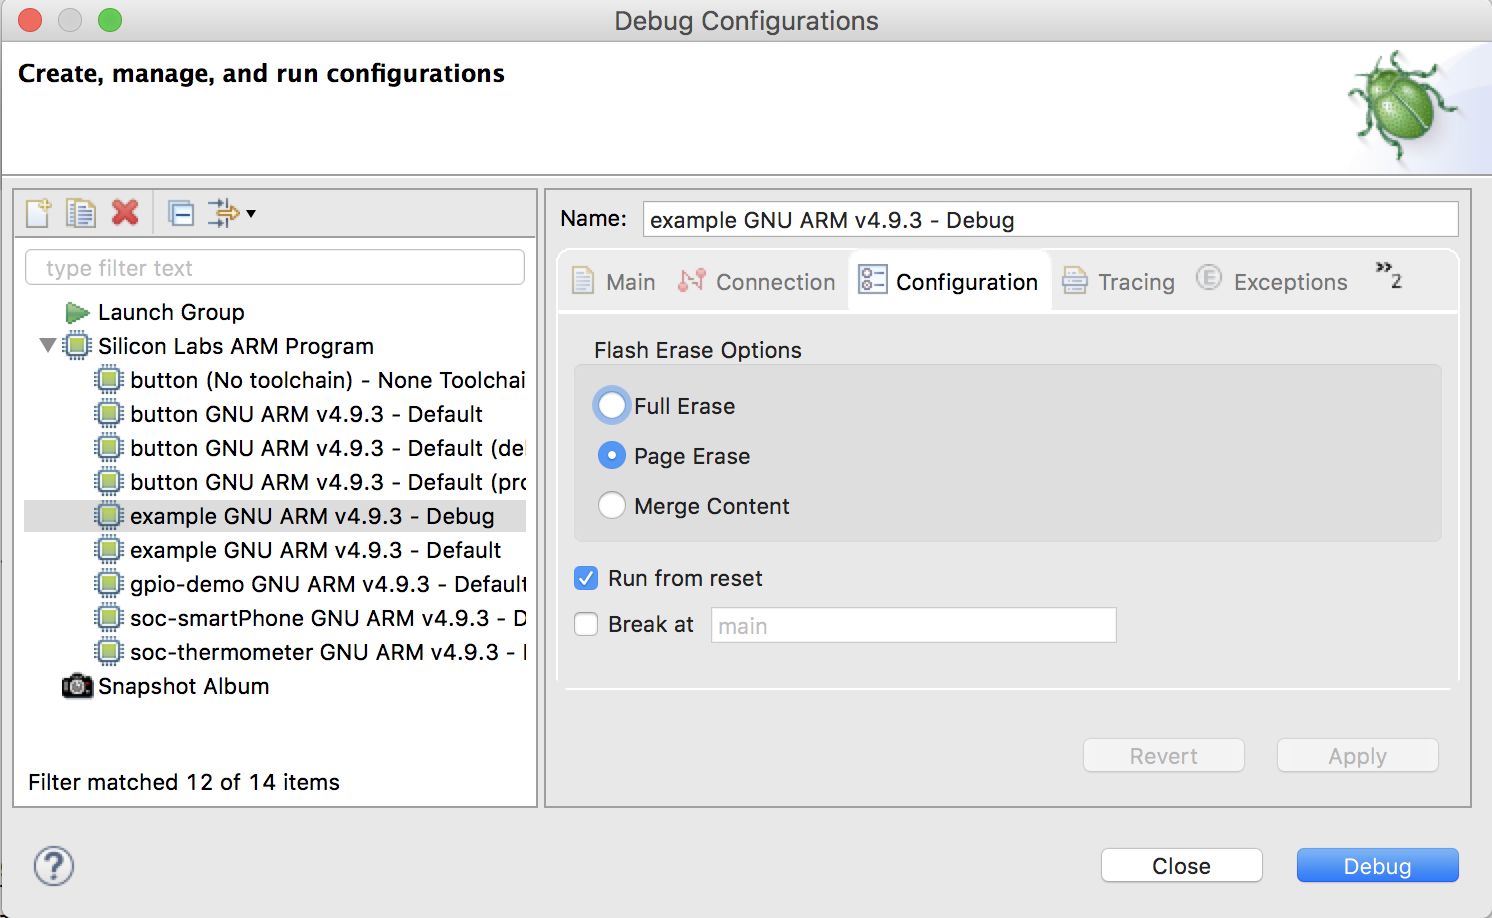 Debug Configurations
Create, manage, and run configurations
type filter text
Launch Group
Silicon Labs ARM Program
button (No toolchain) - None Toolchai
button GNU ARM v4.9.3 - Default
button GNU ARM v4.9.3 - Default (de
button GNU ARM v4.9.3 - Default (pro
example GNU ARM v4.9.3 - Debug
example GNU ARM v4.9.3 - Default
gpio-demo GNU ARM v4.9.3 - Default
soc-smartPhone GNU ARM v4.9.3 - D
soc-thermometer GNU ARM v4.9.3 -
Snapshot Album
Filter matched 12 of 14 items
Name: example GNU ARM v4.9.3 - Debug
Main Connection Configuration Tracing E Exceptions »2
Flash Erase Options
Full Erase
Page Erase
Merge Content
Run from reset
Break at main
Revert Apply
? Close Debug